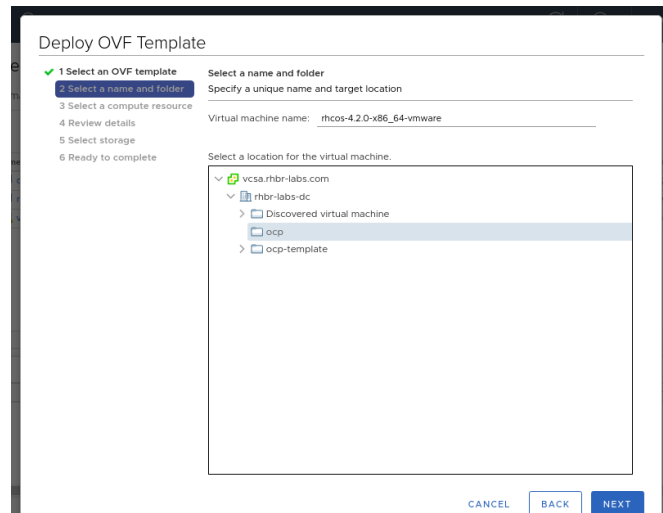 Deploy OVF Template
1 Select an OVF template
2 Select a name and folder
3 Select a compute resource
4 Review details
5 Select storage
6 Ready to complete
Select a name and folder
Specify a unique name and target location
Virtual machine name: rhcos-4.2.0-x86_64-vmware
Select a location for the virtual machine.
vcsa.rhbr-labs.com
rhbr-labs-dc
Discovered virtual machine
ocp
ocp-template
CANCEL BACK NEXT